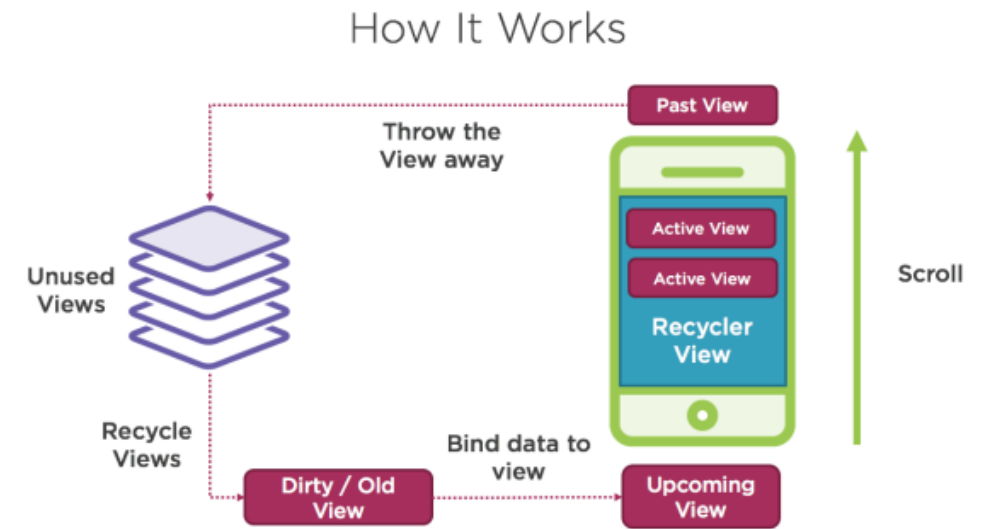 How It Works
Past View
Throw the
View away
Active View
Active View
Unused
Views
Scroll
Recycler
View
Recycle
Views
Bind data to
view
Dirty / Old
View
Upcoming
View